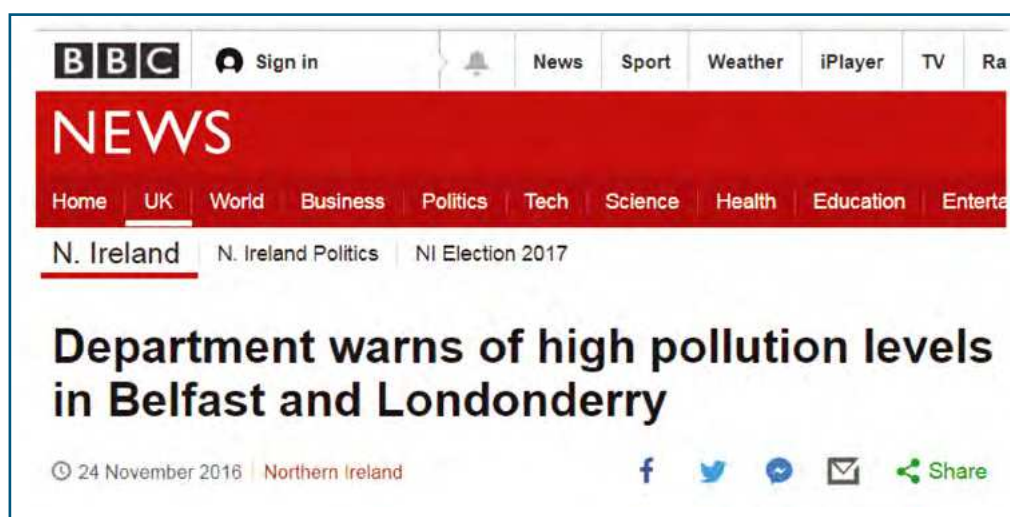 BBC Sign in News Sport Weather iPlayer TV Ra
NEWS
Home UK World Business Politics Tech Science Health Education Enterta
N. Ireland N. Ireland Politics NI Election 2017
Department warns of high pollution levels
in Belfast and Londonderry
24 November 2016 Northern Ireland Share